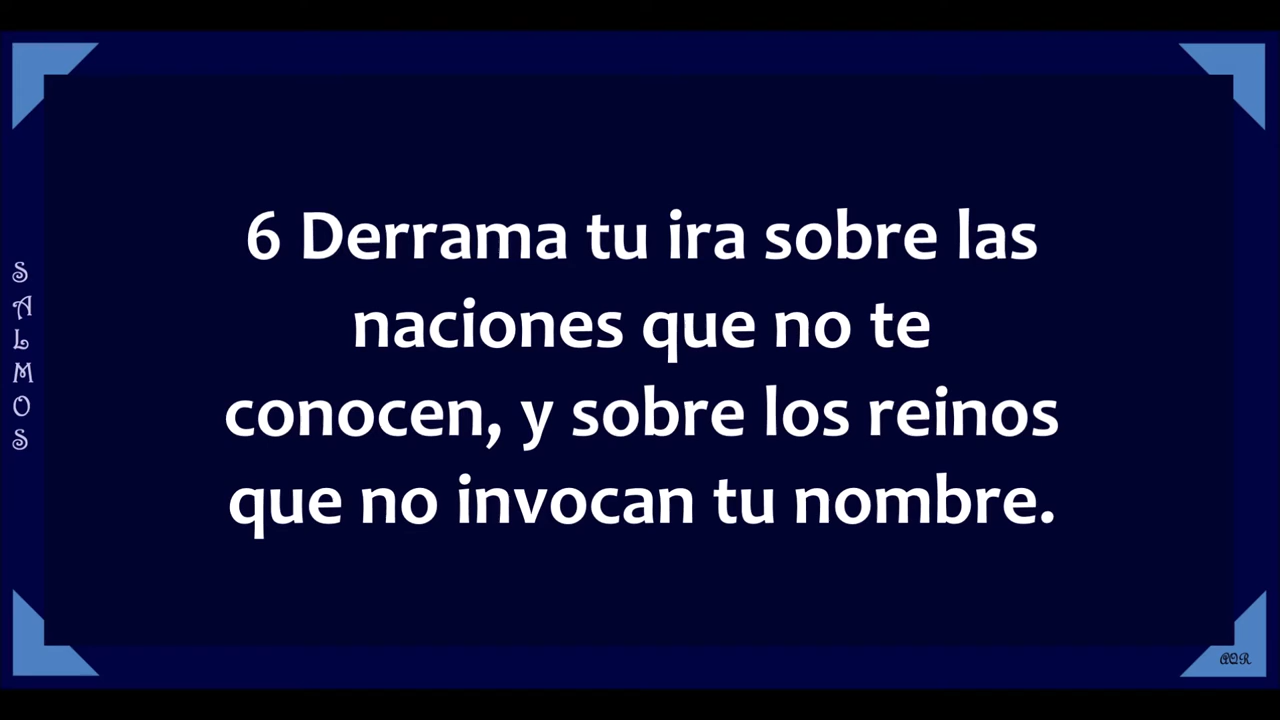 6 Derrama tu ira sobre las
naciones que no te
conocen, y sobre los reinos
que no invocan tu nombre.
SALMOS